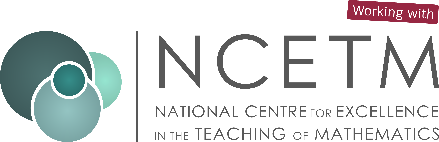 Working with
NCETM
NATIONAL CENTRE FOR EXCELLENCE
IN THE TEACHING OF MATHEMATICS